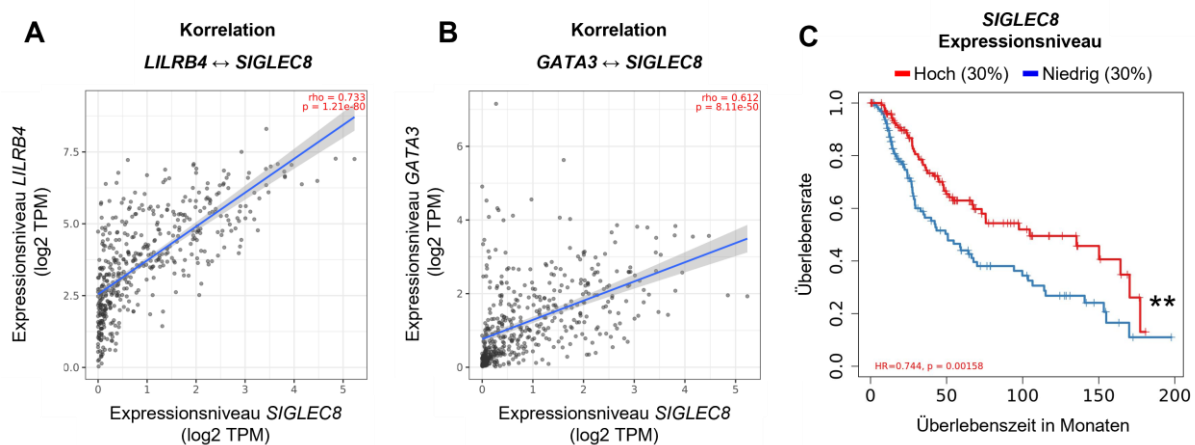 A
Korrelation
LILRB4 ↔ SIGLEC8
rho = 0.733
p = 1.21e-80
Expressionsniveau LILRB4
(log2 TPM)
7.5
5.0
2.5
0.0
0 1 2 3 4 5
Expressionsniveau SIGLEC8
(log2 TPM)
B
Korrelation
GATA3 ↔ SIGLEC8
rho = 0.612
p = 8.11e-50
Expressionsniveau GATA3
(log2 TPM)
6
4
2
0
0 1 2 3 4 5
Expressionsniveau SIGLEC8
(log2 TPM)
C
SIGLEC8
Expressionsniveau
Hoch (30%) Niedrig (30%)
Überlebensrate
1.0
0.8
0.6
0.4
0.2
0.0
**
HR=0.744, p = 0.00158
0 50 100 150 200
Überlebenszeit in Monaten